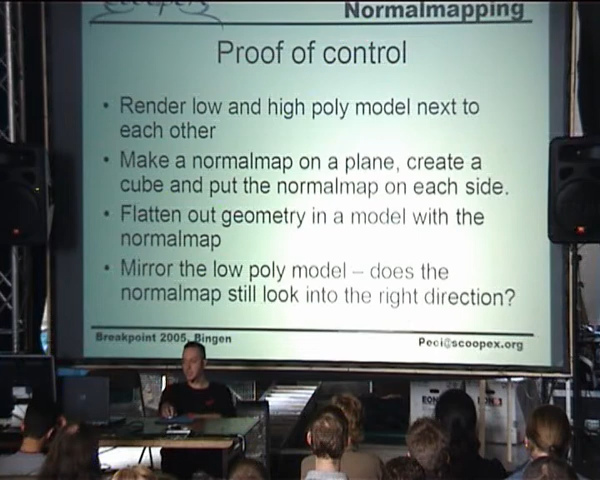 Normalmapping
Proof of control
• Render low and high poly model next to
each other
• Make a normalmap on a plane, create a
cube and put the normalmap on each side.
• Flatten out geometry in a model with the
normalmap
• Mirror the low poly model – does the
normalmap still look into the right direction?
Breakpoint 2005, Bingen
Peci@scoopex.org